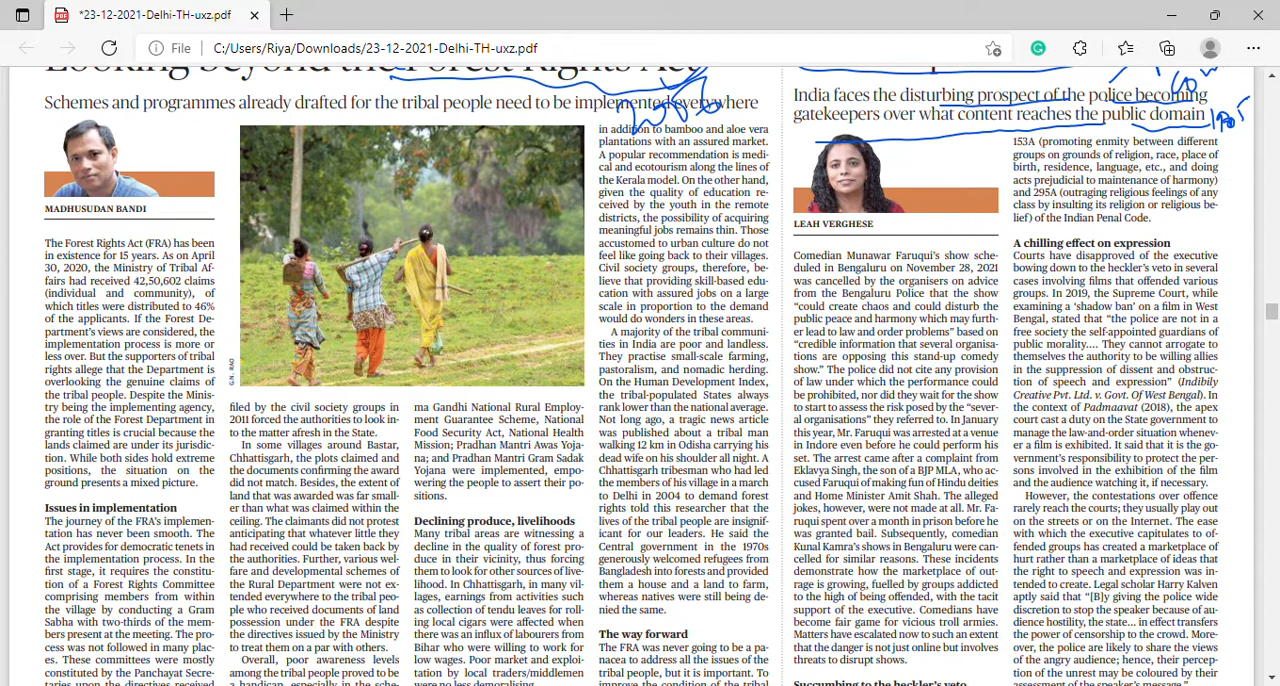 *23-12-2021-Delhi-TH-uxz.pdf
File
C:/Users/Riya/Downloads/23-12-2021-Delhi-TH-uxz.pdf
Looking beyond the Forest Rights Act
Schemes and programmes already drafted for the tribal people need to be implemented everywhere
2006
MADHUSUDAN BANDI
The Forest Rights Act (FRA) has been
in existence for 15 years. As on April
30, 2020, the Ministry of Tribal Af-
fairs had received 42,50,602 claims
(individual and community), of
which titles were distributed to 46%
of the applicants. If the Forest De-
partment's views are considered, the
implementation process is more or
less over. But the supporters of tribal
rights allege that the Department is
overlooking the genuine claims of
the tribal people. Despite the Minis-
try being the implementing agency,
the role of the Forest Department in
granting titles is crucial because the
lands claimed are under its jurisdic-
tion. While both sides hold extreme
positions, the situation on the
ground presents a mixed picture.
Issues in implementation
The journey of the FRA's implemen-
tation has never been smooth. The
Act provides for democratic tenets in
the implementation process. In the
first stage, it requires the constitu-
tion of a Forest Rights Committee
comprising members from within
the village by conducting a Gram
Sabha with two-thirds of the mem-
bers present at the meeting. The pro-
cess was not followed in many plac-
es. These committees were mostly
constituted by the Panchayat Secre-
taries upon the directives received
G.N. RAO
filed by the civil society groups in
2011 forced the authorities to look in-
to the matter afresh in the State.
In some villages around Bastar,
Chhattisgarh, the plots claimed and
the documents confirming the award
did not match. Besides, the extent of
land that was awarded was far small-
er than what was claimed within the
ceiling. The claimants did not protest
anticipating that whatever little they
had received could be taken back by
the authorities. Further, various wel-
fare and developmental schemes of
the Rural Department were not ex-
tended everywhere to the tribal peo-
ple who received documents of land
possession under the FRA despite
the directives issued by the Ministry
to treat them on a par with others.
Overall, poor awareness levels
among the tribal people proved to be
a handicap, especially in the sche-
ma Gandhi National Rural Employ-
ment Guarantee Scheme, National
Food Security Act, National Health
Mission; Pradhan Mantri Awas Yoja-
na; and Pradhan Mantri Gram Sadak
Yojana were implemented, empo-
wering the people to assert their po-
sitions.
Declining produce, livelihoods
Many tribal areas are witnessing a
decline in the quality of forest pro-
duce in their vicinity, thus forcing
them to look for other sources of live-
lihood. In Chhattisgarh, in many vil-
lages, earnings from activities such
as collection of tendu leaves for roll-
ing local cigars were affected when
there was an influx of labourers from
Bihar who were willing to work for
low wages. Poor market and exploi-
tation by local traders/middlemen
were no less demoralising.
in addition to bamboo and aloe vera
plantations with an assured market.
A popular recommendation is medi-
cal and ecotourism along the lines of
the Kerala model. On the other hand,
given the quality of education re-
ceived by the youth in the remote
districts, the possibility of acquiring
meaningful jobs remains thin. Those
accustomed to urban culture do not
feel like going back to their villages.
Civil society groups, therefore, be-
lieve that providing skill-based edu-
cation with assured jobs on a large
scale in proportion to the demand
would do wonders in these areas.
A majority of the tribal communi-
ties in India are poor and landless.
They practise small-scale farming,
pastoralism, and nomadic herding.
On the Human Development Index,
the tribal-populated States always
rank lower than the national average.
Not long ago, a tragic news article
was published about a tribal man
walking 12 km in Odisha carrying his
dead wife on his shoulder all night. A
Chhattisgarh tribesman who had led
the members of his village in a march
to Delhi in 2004 to demand forest
rights told this researcher that the
lives of the tribal people are insignif-
icant for our leaders. He said the
Central government in the 1970s
generously welcomed refugees from
Bangladesh into forests and provided
them a house and a land to farm,
whereas natives were still being de-
nied the same.
The way forward
The FRA was never going to be a pa-
nacea to address all the issues of the
tribal people, but it is important. To
improve the condition of the tribal
India faces the disturbing prospect of the police becoming
gatekeepers over what content reaches the public domain
LEAH VERGHESE
Comedian Munawar Faruqui's show sche-
duled in Bengaluru on November 28, 2021
was cancelled by the organisers on advice
from the Bengaluru Police that the show
“could create chaos and could disturb the
public peace and harmony which may furth-
er lead to law and order problems” based on
“credible information that several organisa-
tions are opposing this stand-up comedy
show.” The police did not cite any provision
of law under which the performance could
be prohibited, nor did they wait for the show
to start to assess the risk posed by the “sever-
al organisations” they referred to. In January
this year, Mr. Faruqui was arrested at a venue
in Indore even before he could perform his
set. The arrest came after a complaint from
Eklavya Singh, the son of a BJP MLA, who ac-
cused Faruqui of making fun of Hindu deities
and Home Minister Amit Shah. The alleged
jokes, however, were not made at all. Mr. Fa-
ruqui spent over a month in prison before he
was granted bail. Subsequently, comedian
Kunal Kamra's shows in Bengaluru were can-
celled for similar reasons. These incidents
demonstrate how the marketplace of out-
rage is growing, fuelled by groups addicted
to the high of being offended, with the tacit
support of the executive. Comedians have
become fair game for vicious troll armies.
Matters have escalated now to such an extent
that the danger is not just online but involves
threats to disrupt shows.
Succumbing to the heckler's veto
153A (promoting enmity between different
groups on grounds of religion, race, place of
birth, residence, language, etc., and doing
acts prejudicial to maintenance of harmony)
and 295A (outraging religious feelings of any
class by insulting its religion or religious be-
lief) of the Indian Penal Code.
A chilling effect on expression
Courts have disapproved of the executive
bowing down to the heckler's veto in several
cases involving films that offended various
groups. In 2019, the Supreme Court, while
examining a ‘shadow ban’ on a film in West
Bengal, stated that “the police are not in a
free society the self-appointed guardians of
public morality.... They cannot arrogate to
themselves the authority to be willing allies
in the suppression of dissent and obstruc-
tion of speech and expression” (Indibily
Creative Pvt. Ltd. v. Govt. Of West Bengal). In
the context of Padmaavat (2018), the apex
court cast a duty on the State government to
manage the law-and-order situation whenev-
er a film is exhibited. It said that it is the go-
vernment's responsibility to protect the per-
sons involved in the exhibition of the film
and the audience watching it, if necessary.
However, the contestations over offence
rarely reach the courts; they usually play out
on the streets or on the Internet. The ease
with which the executive capitulates to of-
fended groups has created a marketplace of
hurt rather than a marketplace of ideas that
the right to speech and expression was in-
tended to create. Legal scholar Harry Kalven
aptly said that “[B]y giving the police wide
discretion to stop the speaker because of au-
dience hostility, the state... in effect transfers
the power of censorship to the crowd. More-
over, the police are likely to share the views
of the angry audience; hence, their percep-
tion of the unrest may be coloured by their
assessment of the speaker's message.”